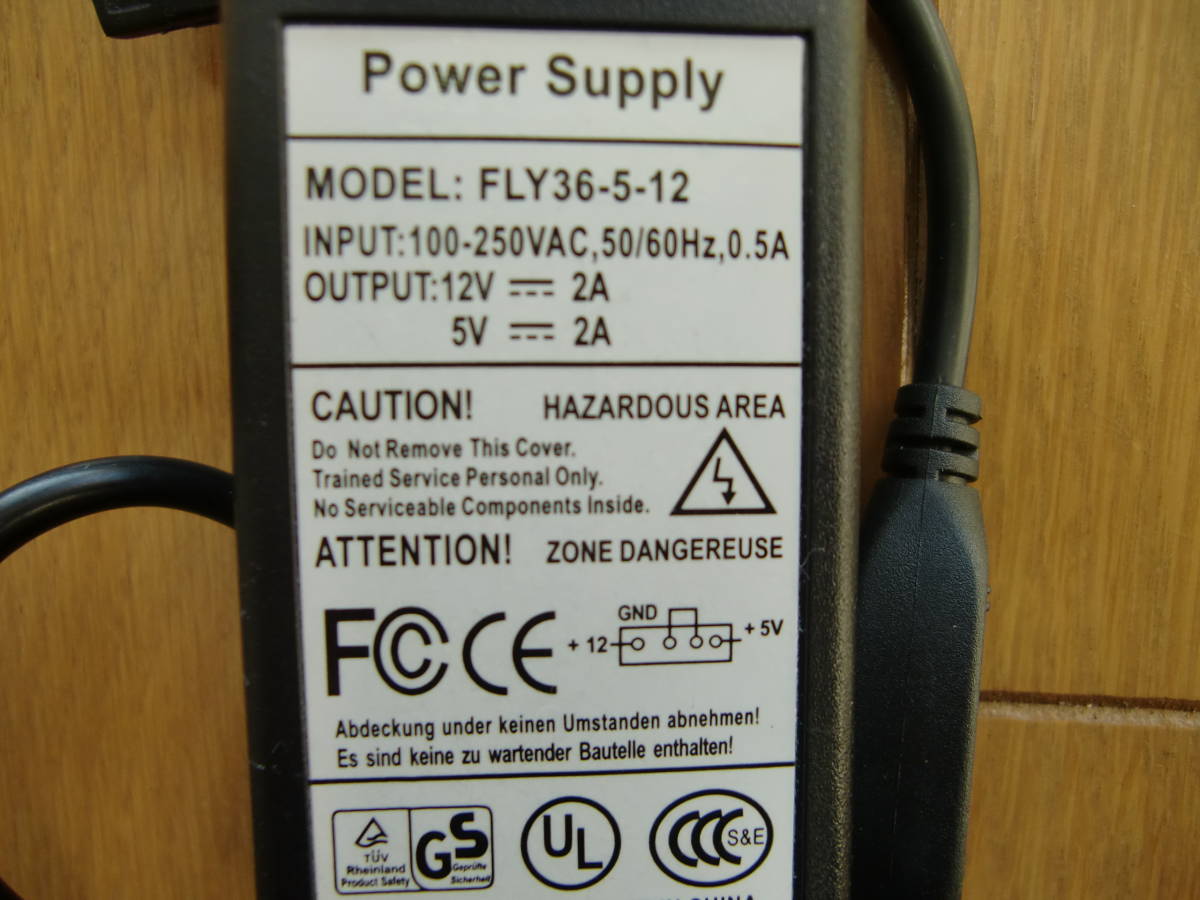 Power Supply
MODEL: FLY36-5-12
INPUT:100-250VAC,50/60Hz,0.5A
OUTPUT:12V ⎓ 2A
5V ⎓ 2A
CAUTION! HAZARDOUS AREA
Do Not Remove This Cover.
Trained Service Personal Only.
No Serviceable Components Inside.
ATTENTION! ZONE DANGEREUSE
GND
FC CE + 12 + 5V
Abdeckung under keinen Umstanden abnehmen!
Es sind keine zu wartender Bautelle enthalten!
TÜV
Rheinland
Product Safety
GS
Geprüfte
Sicherheit
UL
CCC S&E
CHINA